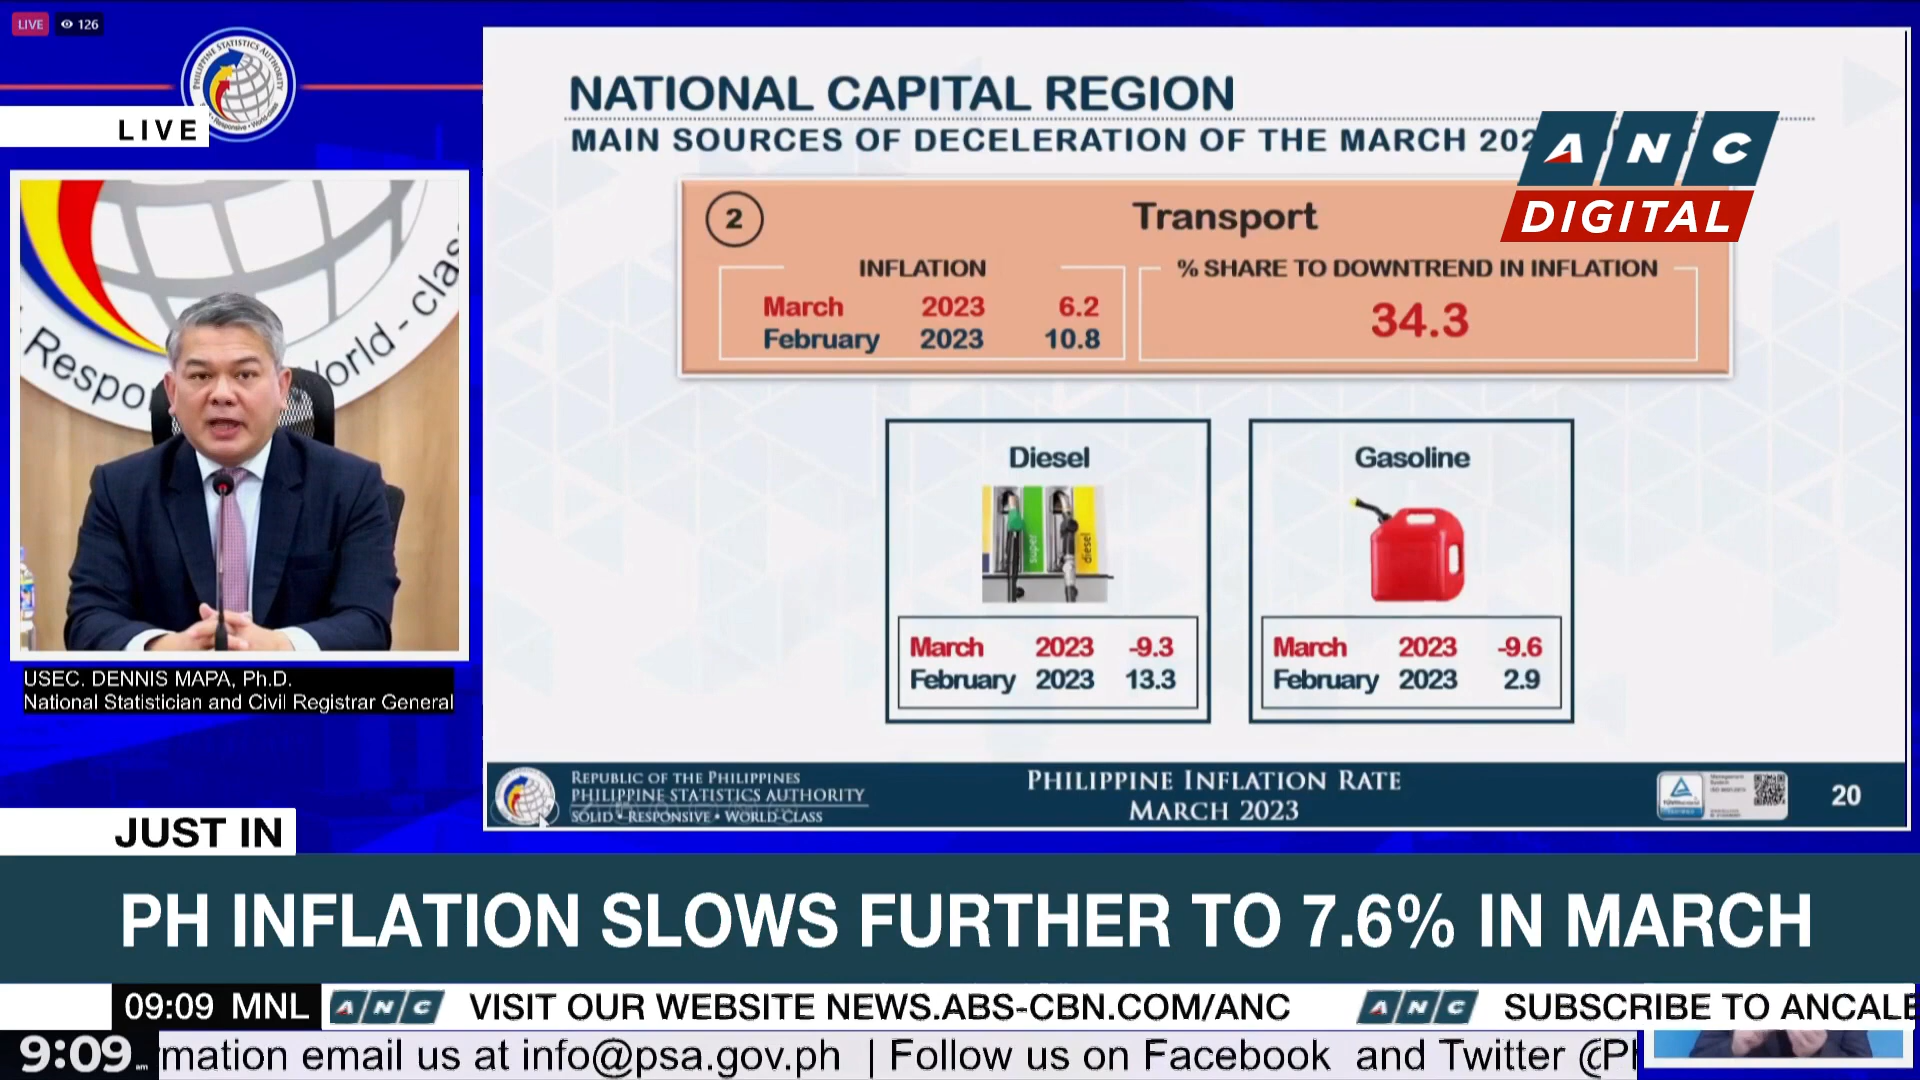 LIVE
126
PHILIPPINE STATISTICS AUTHORITY
LIVE
NATIONAL CAPITAL REGION
MAIN SOURCES OF DECELERATION OF THE MARCH
ANC
DIGITAL
2
Transport
INFLATION
March 2023 6.2
February 2023 10.8
% SHARE TO DOWNTREND IN INFLATION
34.3
Diesel
super
diesel
March 2023 -9.3
February 2023 13.3
Gasoline
March 2023 -9.6
February 2023 2.9
USEC. DENNIS MAPA, Ph.D.
National Statistician and Civil Registrar General
REPUBLIC OF THE PHILIPPINES
PHILIPPINE STATISTICS AUTHORITY
SOLID • RESPONSIVE • WORLD-CLASS
PHILIPPINE INFLATION RATE
MARCH 2023
20
JUST IN
PH INFLATION SLOWS FURTHER TO 7.6% IN MARCH
09:09 MNL
ANC VISIT OUR WEBSITE NEWS.ABS-CBN.COM/ANC ANC SUBSCRIBE TO
9:09 am
email us at info@psa.gov.ph | Follow us on Facebook and Twitter